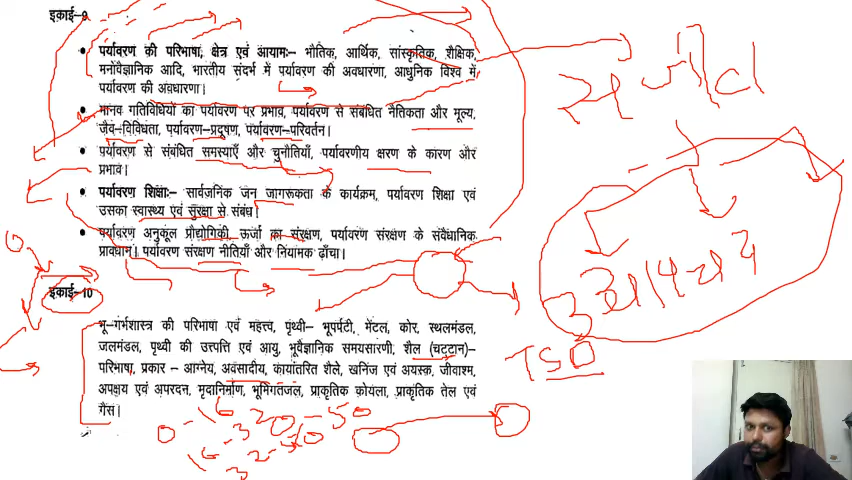 इकाई-9
पर्यावरण की परिभाषा, क्षेत्र एवं आयाम:- भौतिक, आर्थिक, सांस्कृतिक, शैक्षिक,
मनोवैज्ञानिक आदि, भारतीय संदर्भ में पर्यावरण की अवधारणा, आधुनिक विश्व में
पर्यावरण की अवधारणा।
मानव गतिविधियों का पर्यावरण पर प्रभाव, पर्यावरण से संबंधित नैतिकता और मूल्य,
जैव-विविधता, पर्यावरण-प्रदूषण, पर्यावरण-परिवर्तन।
पर्यावरण से संबंधित समस्याएँ और चुनौतियाँ, पर्यावरणीय क्षरण के कारण और
प्रभाव।
पर्यावरण शिक्षा:- सार्वजनिक जन जागरूकता के कार्यक्रम, पर्यावरण शिक्षा एवं
उसका स्वास्थ्य एवं सुरक्षा से संबंध।
पर्यावरण अनुकूल प्रौद्योगिकी, ऊर्जा का संरक्षण, पर्यावरण संरक्षण के संवैधानिक
प्रावधान। पर्यावरण संरक्षण नीतियाँ और नियामक ढ़ाँचा।
इकाई-10
भू-गर्भशास्त्र की परिभाषा एवं महत्त्व, पृथ्वी- भूपर्पटी, मेंटल, कोर, स्थलमंडल,
जलमंडल, पृथ्वी की उत्त्पत्ति एवं आयु, भूवैज्ञानिक समयसारणी, शैल (चट्टान)-
परिभाषा, प्रकार - आग्नेय, अवसादीय, कायांतरित शैले, खनिज एवं अयस्क, जीवाश्म,
अपक्षय एवं अपरदन, मृदानिर्माण, भूमिगतजल, प्राकृतिक कोयला, प्राकृतिक तेल एवं
गैस।
0-16-320-50